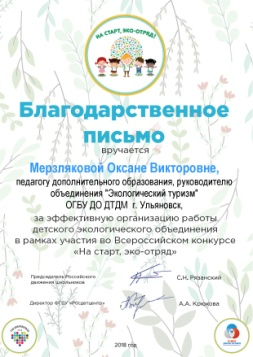 НА СТАРТ, ЭКО-ОТРЯД!
Благодарственное
письмо
вручается
Мерзляковой Оксане Викторовне,
педагогу дополнительного образования, руководителю
объединения "Экологический туризм"
ОГБУ ДО ДТДМ г. Ульяновск,
за эффективную организацию работы
детского экологического объединения
в рамках участия во Всероссийском конкурсе
«На старт, эко-отряд»
Председатель Российского
движения школьников
С.Н. Рязанский
Директор ФГБУ «Росдетцентр»
А.А. Крюкова
2018 год